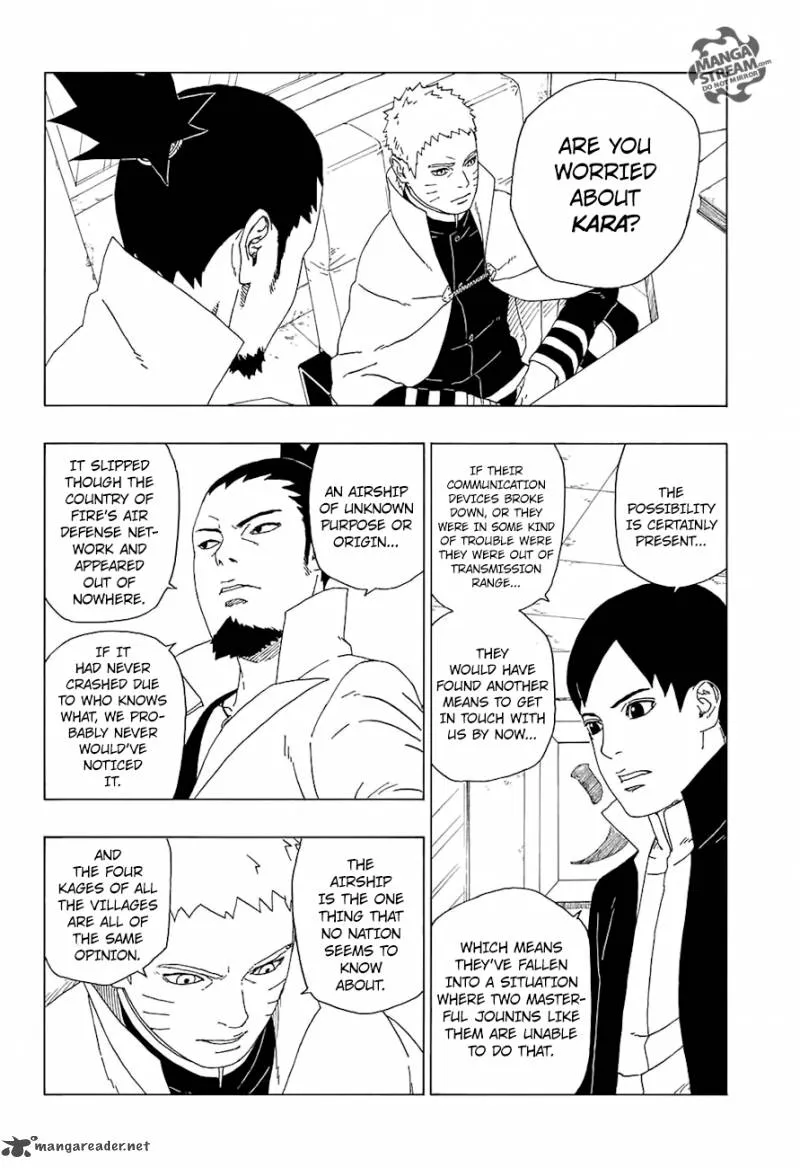 MANGA
STREAM.com
DO NOT MIRROR
ARE YOU
WORRIED
ABOUT
KARA?
THE
POSSIBILITY
IS CERTAINLY
PRESENT...
IF THEIR
COMMUNICATION
DEVICES BROKE
DOWN, OR THEY
WERE IN SOME KIND
OF TROUBLE WERE
THEY WERE OUT OF
TRANSMISSION
RANGE...
THEY
WOULD HAVE
FOUND ANOTHER
MEANS TO GET
IN TOUCH WITH
US BY NOW...
WHICH MEANS
THEY'VE FALLEN
INTO A SITUATION
WHERE TWO MASTER-
FUL JOUNINS LIKE
THEM ARE UNABLE
TO DO THAT.
AN AIRSHIP
OF UNKNOWN
PURPOSE OR
ORIGIN...
IT SLIPPED
THOUGH THE
COUNTRY OF
FIRE'S AIR
DEFENSE NET-
WORK AND
APPEARED
OUT OF
NOWHERE.
IF IT
HAD NEVER
CRASHED DUE
TO WHO KNOWS
WHAT, WE PRO-
BABLY NEVER
WOULD'VE
NOTICED
IT.
THE
AIRSHIP
IS THE ONE
THING THAT
NO NATION
SEEMS TO
KNOW
ABOUT.
AND
THE FOUR
KAGES OF ALL
THE VILLAGES
ARE ALL OF
THE SAME
OPINION.
mangareader.net